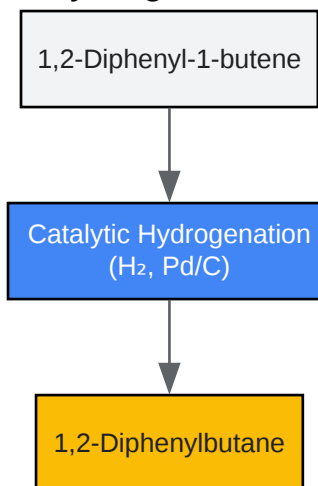 1,2-Diphenyl-1-butene
Catalytic Hydrogenation
(H₂, Pd/C)
1,2-Diphenylbutane